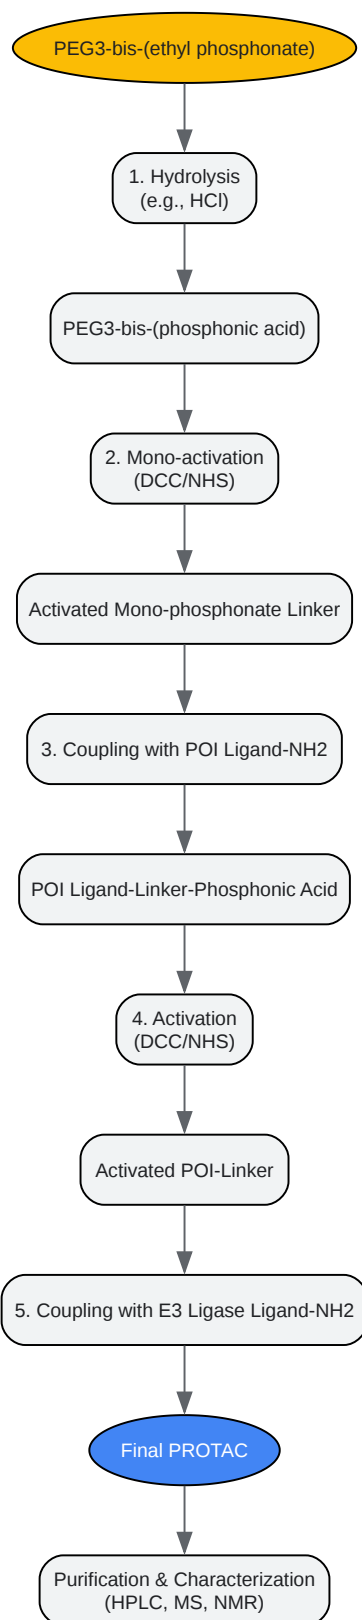 PEG3-bis-(ethyl phosphonate)
1. Hydrolysis
(e.g., HCl)
PEG3-bis-(phosphonic acid)
2. Mono-activation
(DCC/NHS)
Activated Mono-phosphonate Linker
3. Coupling with POI Ligand-NH2
POI Ligand-Linker-Phosphonic Acid
4. Activation
(DCC/NHS)
Activated POI-Linker
5. Coupling with E3 Ligase Ligand-NH2
Final PROTAC
Purification & Characterization
(HPLC, MS, NMR)